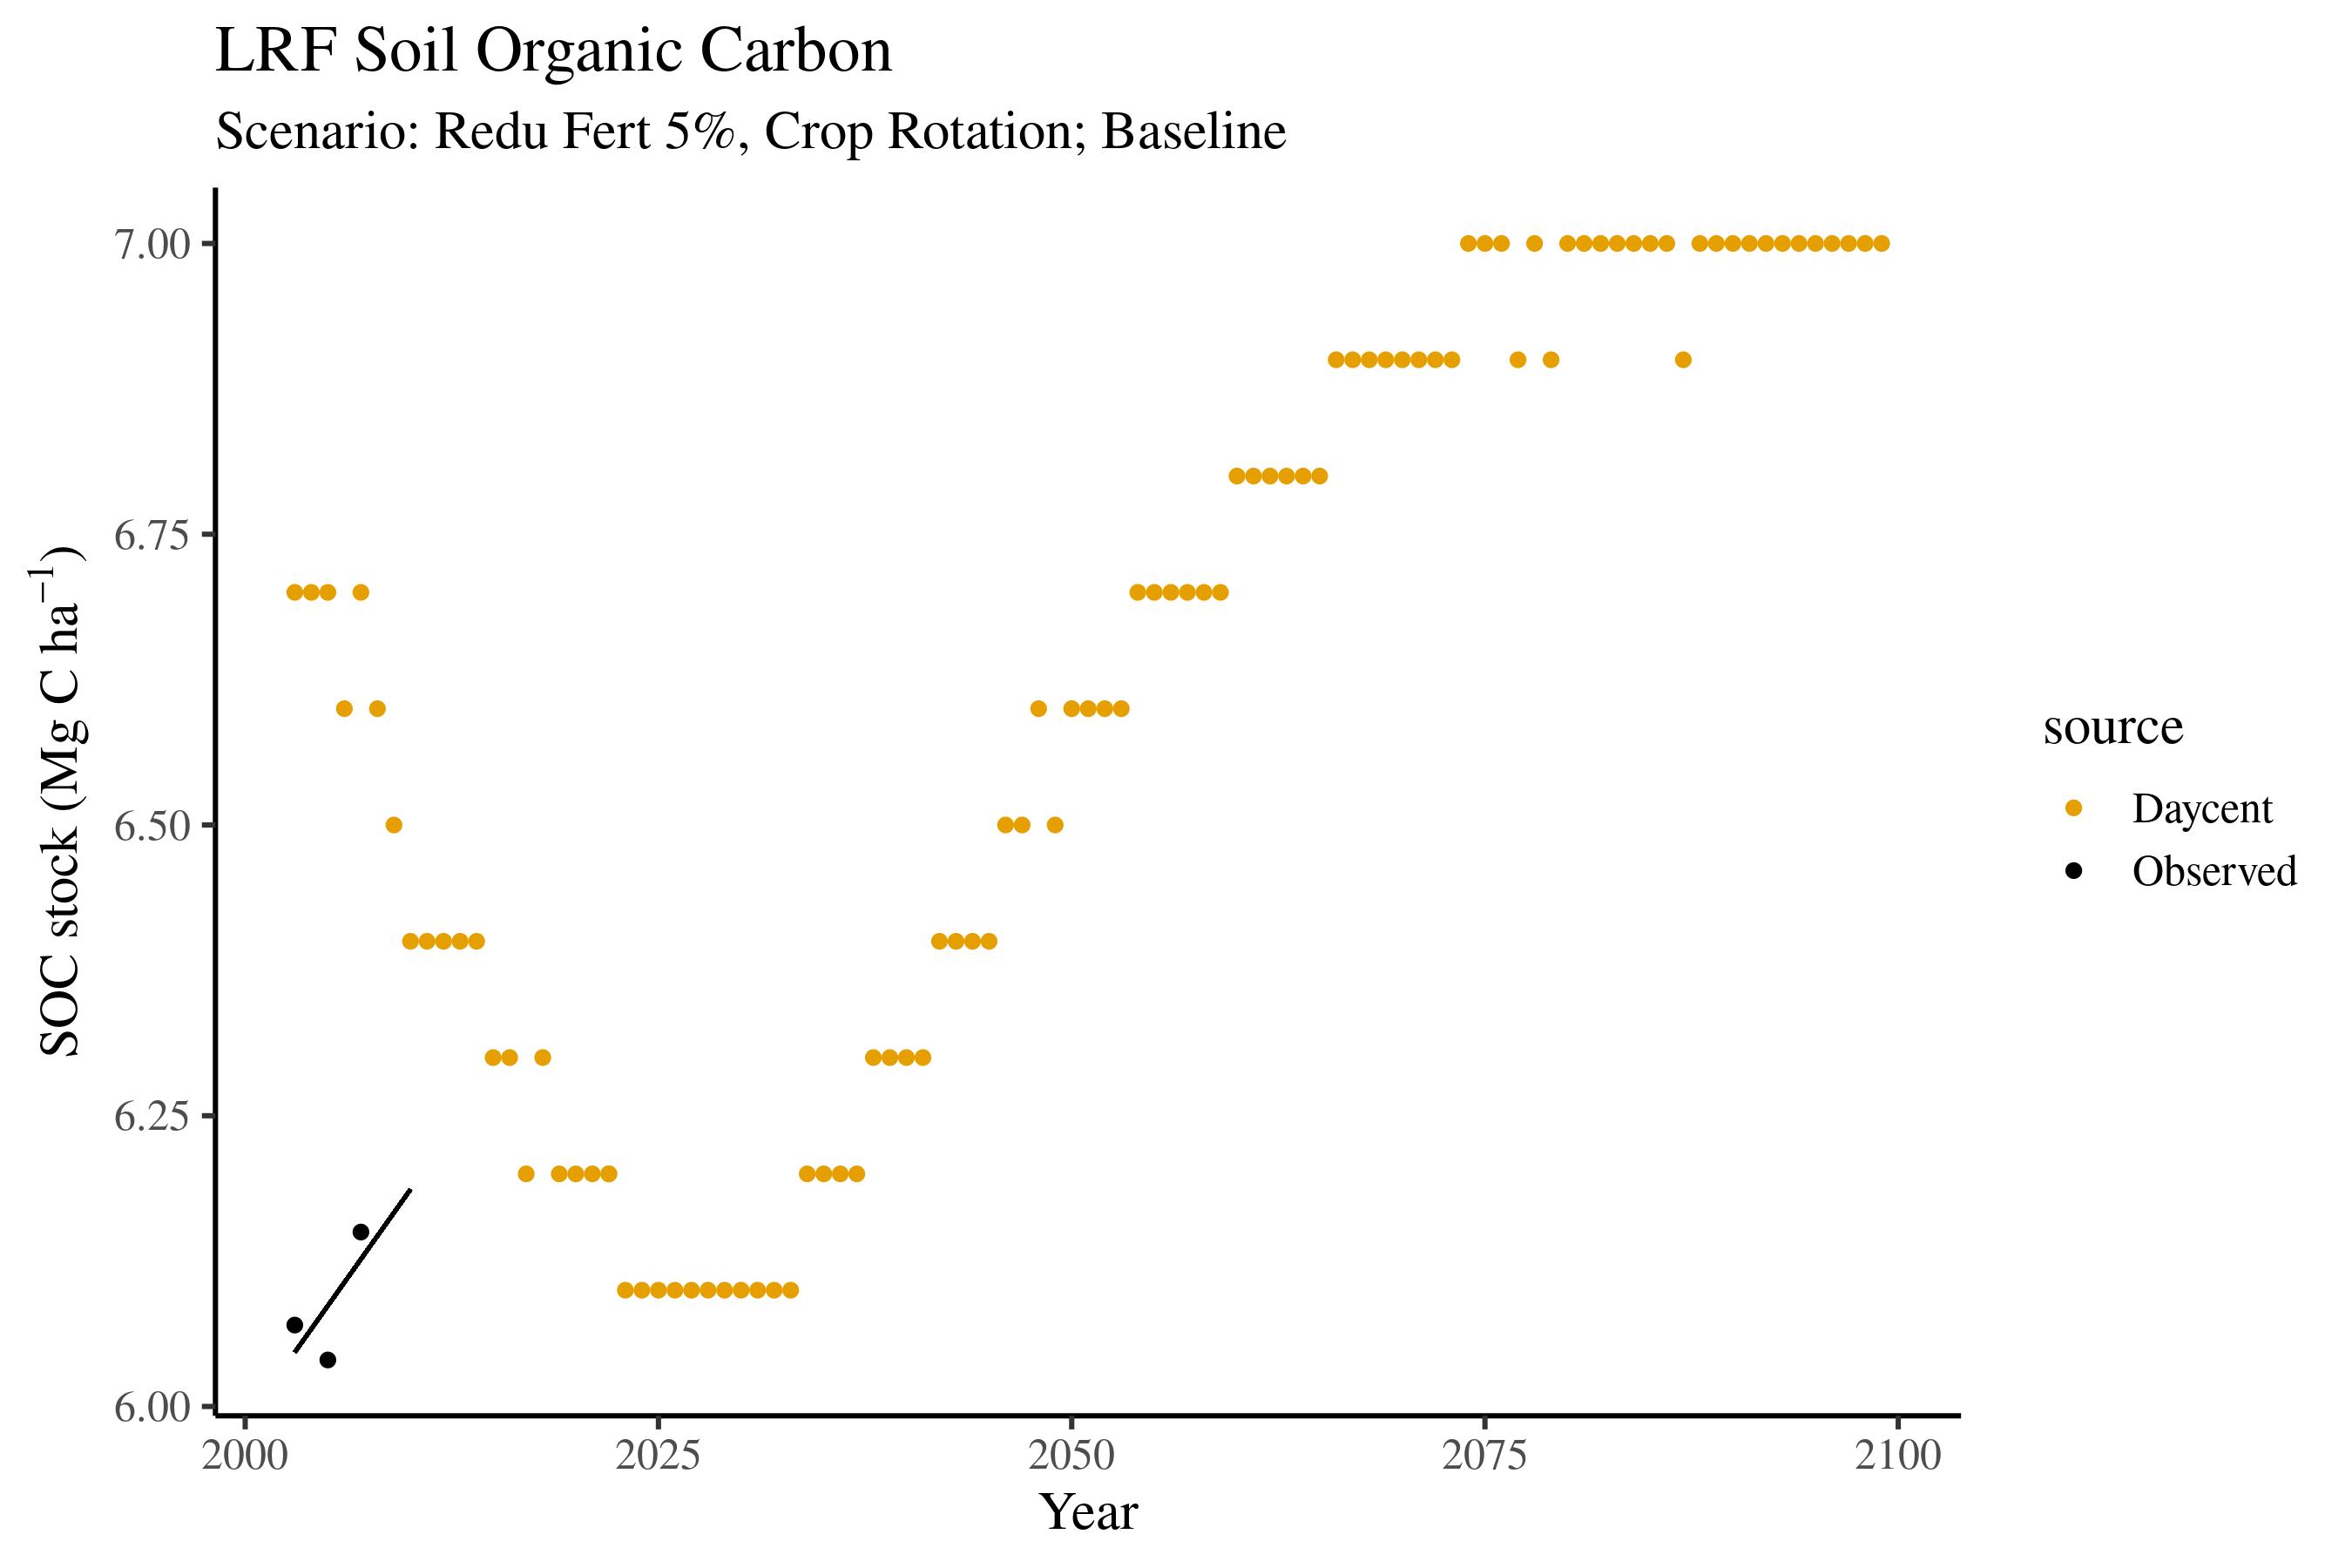 LRF Soil Organic Carbon
Scenario: Redu Fert 5%, Crop Rotation; Baseline
SOC stock (Mg C ha⁻¹)
7.00
6.75
6.50
6.25
6.00
2000 2025 2050 2075 2100
Year
source
Daycent
Observed